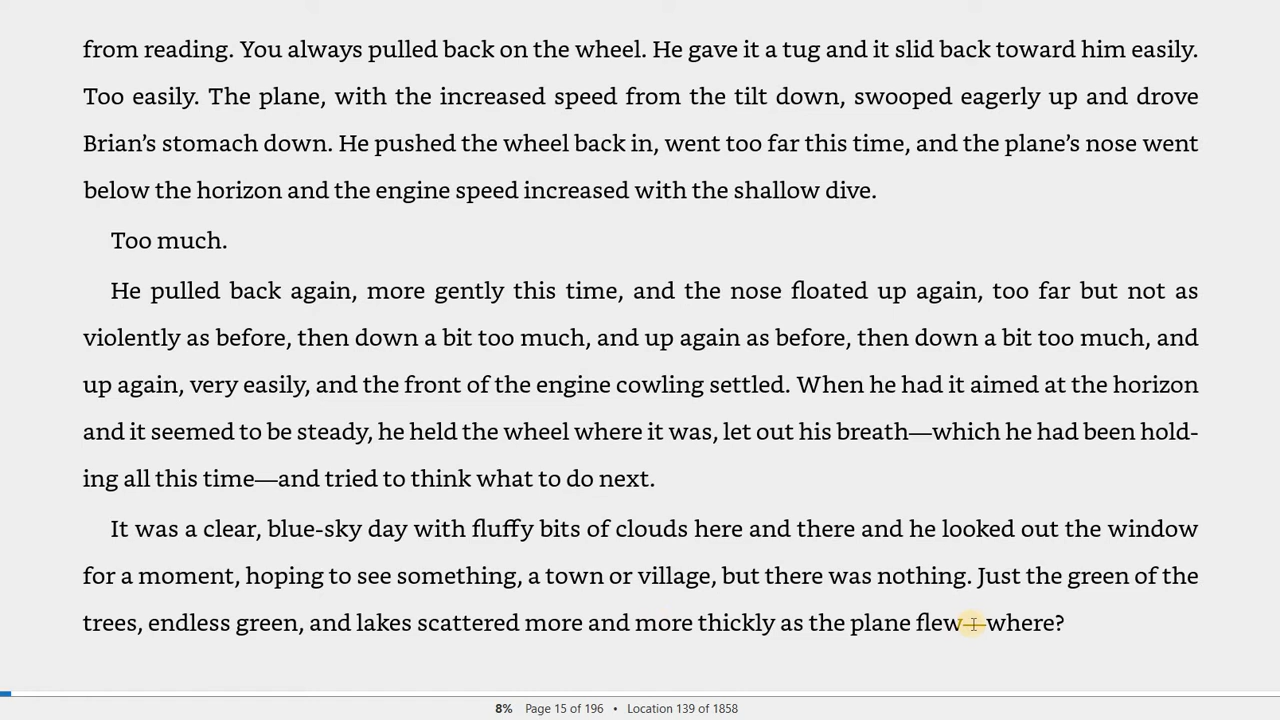 from reading. You always pulled back on the wheel. He gave it a tug and it slid back toward him easily.
Too easily. The plane, with the increased speed from the tilt down, swooped eagerly up and drove
Brian’s stomach down. He pushed the wheel back in, went too far this time, and the plane’s nose went
below the horizon and the engine speed increased with the shallow dive.
Too much.
He pulled back again, more gently this time, and the nose floated up again, too far but not as
violently as before, then down a bit too much, and up again as before, then down a bit too much, and
up again, very easily, and the front of the engine cowling settled. When he had it aimed at the horizon
and it seemed to be steady, he held the wheel where it was, let out his breath—which he had been hold-
ing all this time—and tried to think what to do next.
It was a clear, blue-sky day with fluffy bits of clouds here and there and he looked out the window
for a moment, hoping to see something, a town or village, but there was nothing. Just the green of the
trees, endless green, and lakes scattered more and more thickly as the plane flew—where?
8% Page 15 of 196 • Location 139 of 1858